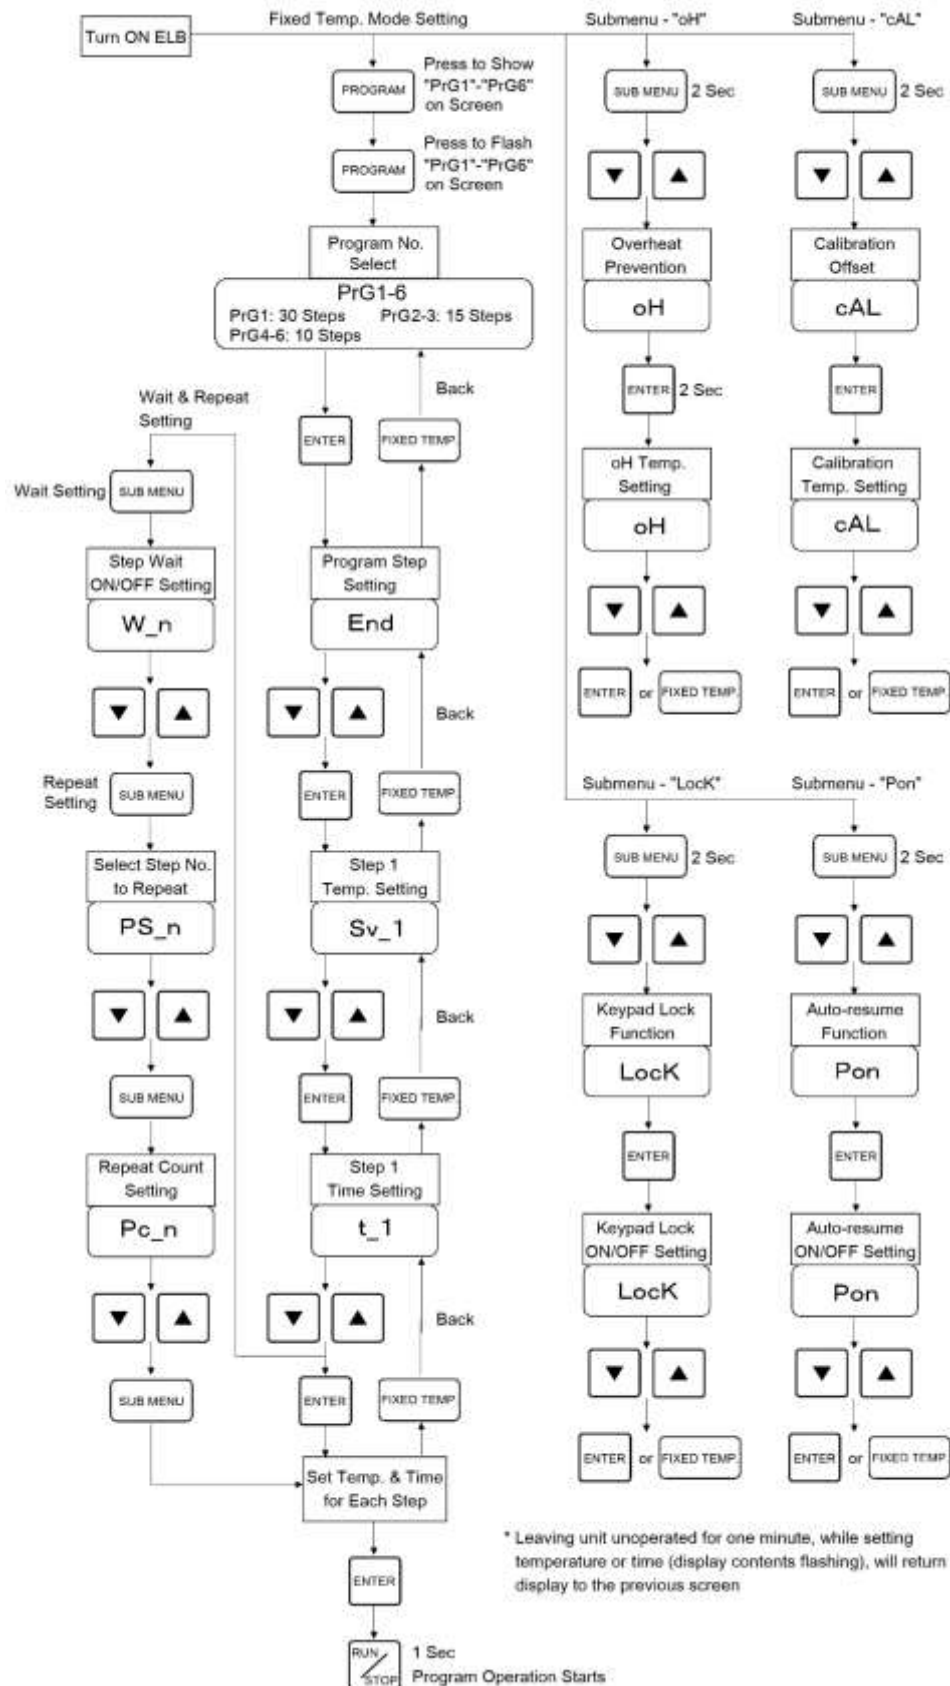 Turn ON ELB
Fixed Temp. Mode Setting
PROGRAM
Press to Show
"PrG1"-"PrG6"
on Screen
PROGRAM
Press to Flash
"PrG1"-"PrG6"
on Screen
Program No.
Select
PrG1-6
PrG1: 30 Steps PrG2-3: 15 Steps
PrG4-6: 10 Steps
ENTER
FIXED TEMP.
Back
Program Step
Setting
End
▼ ▲
Back
ENTER
FIXED TEMP.
Step 1
Temp. Setting
Sv_1
▼ ▲
Back
ENTER
FIXED TEMP.
Step 1
Time Setting
t_1
▼ ▲
Back
ENTER
FIXED TEMP.
Set Temp. & Time
for Each Step
ENTER
RUN/STOP
1 Sec
Program Operation Starts
Wait & Repeat
Setting
Wait Setting
SUB MENU
Step Wait
ON/OFF Setting
W_n
▼ ▲
Repeat
Setting
SUB MENU
Select Step No.
to Repeat
PS_n
▼ ▲
SUB MENU
Repeat Count
Setting
Pc_n
▼ ▲
SUB MENU
Submenu - "oH"
SUB MENU 2 Sec
▼ ▲
Overheat
Prevention
oH
ENTER 2 Sec
oH Temp.
Setting
oH
▼ ▲
ENTER or FIXED TEMP.
Submenu - "cAL"
SUB MENU 2 Sec
▼ ▲
Calibration
Offset
cAL
ENTER
Calibration
Temp. Setting
cAL
▼ ▲
ENTER or FIXED TEMP.
Submenu - "LocK"
SUB MENU 2 Sec
▼ ▲
Keypad Lock
Function
LocK
ENTER
Keypad Lock
ON/OFF Setting
LocK
▼ ▲
ENTER or FIXED TEMP.
Submenu - "Pon"
SUB MENU 2 Sec
▼ ▲
Auto-resume
Function
Pon
ENTER
Auto-resume
ON/OFF Setting
Pon
▼ ▲
ENTER or FIXED TEMP.
* Leaving unit unoperated for one minute, while setting
temperature or time (display contents flashing), will return
display to the previous screen